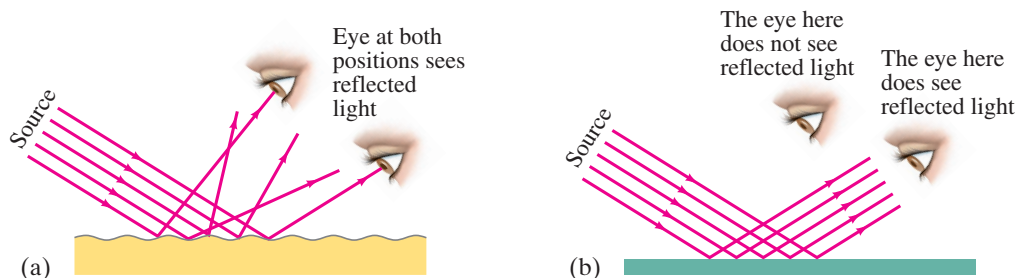 Eye at both
positions sees
reflected
light
Source
(a)
The eye here
does not see
reflected light
The eye here
does see
reflected light
Source
(b)